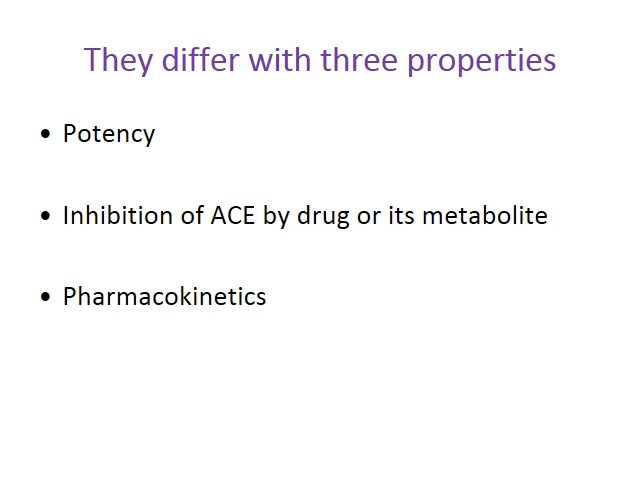 They differ with three properties
• Potency
• Inhibition of ACE by drug or its metabolite
• Pharmacokinetics